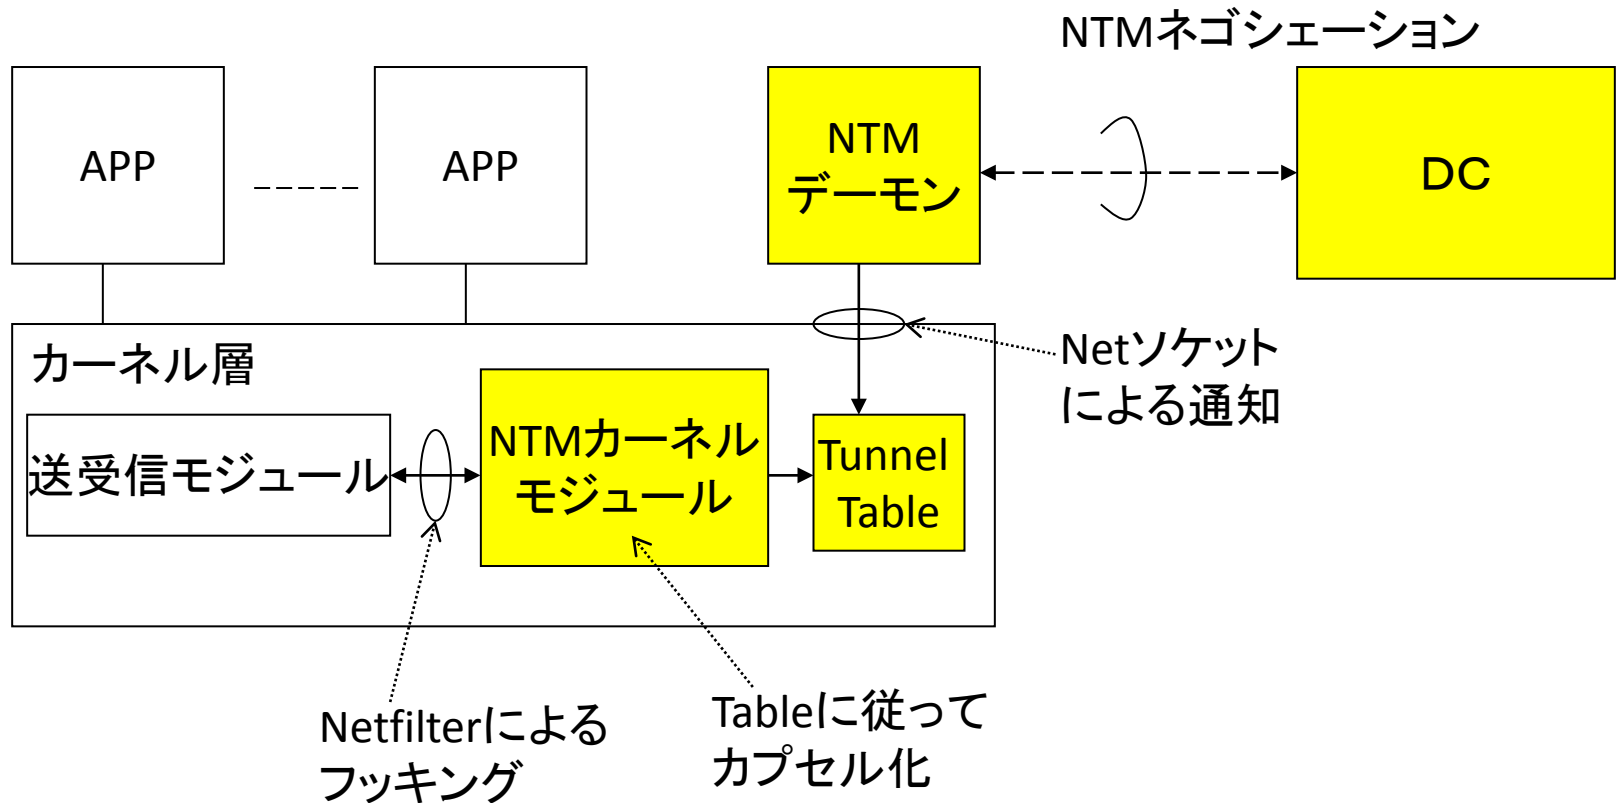 NTMネゴシェーション
APP
APP
NTM
デーモン
DC
カーネル層
Netソケット
による通知
送受信モジュール
NTMカーネル
モジュール
Tunnel
Table
Netfilterによる
フッキング
Tableに従って
カプセル化